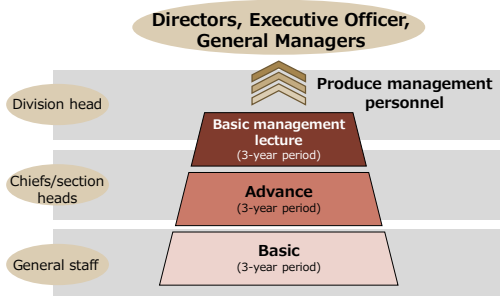 Directors, Executive Officer,
General Managers
Produce management
personnel
Division head
Basic management
lecture
(3-year period)
Chiefs/section
heads
Advance
(3-year period)
General staff
Basic
(3-year period)